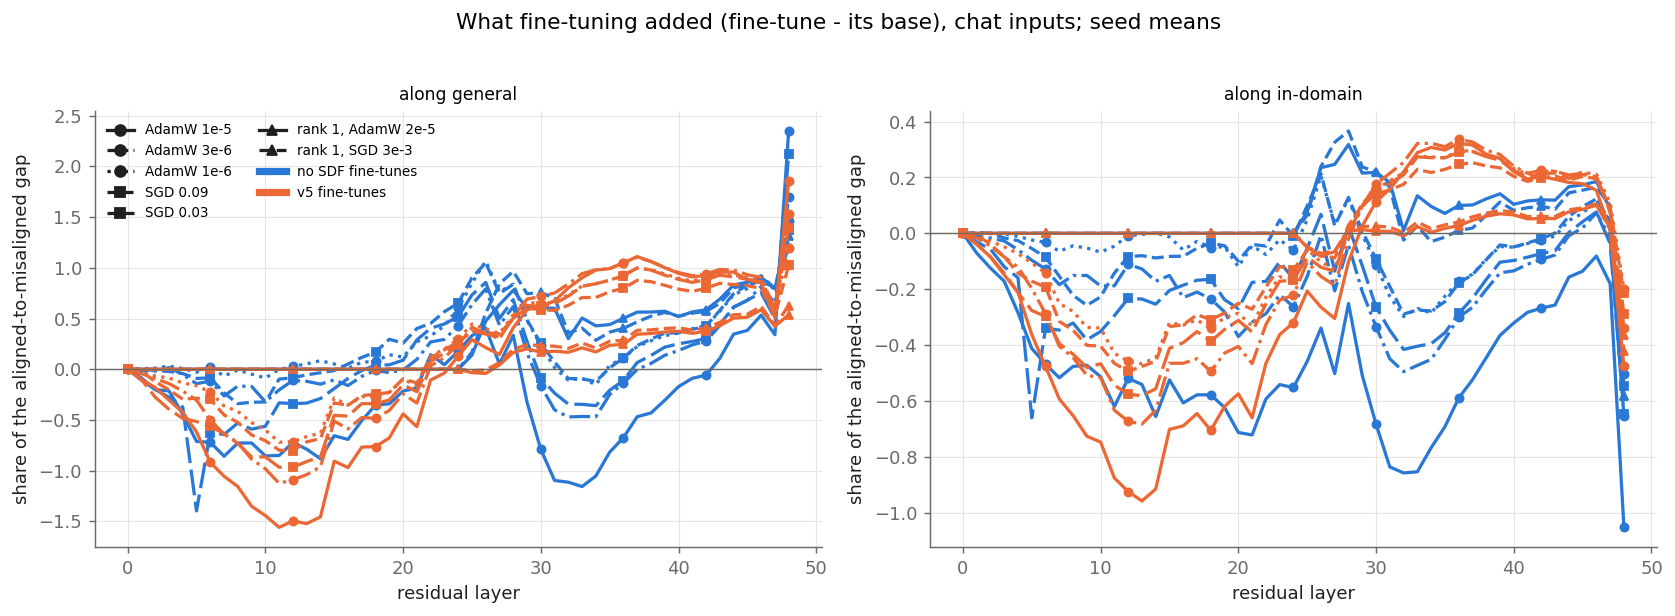 What fine-tuning added (fine-tune - its base), chat inputs; seed means
along general
share of the aligned-to-misaligned gap
2.5
2.0
1.5
1.0
0.5
0.0
−0.5
−1.0
−1.5
AdamW 1e-5
AdamW 3e-6
AdamW 1e-6
SGD 0.09
SGD 0.03
rank 1, AdamW 2e-5
rank 1, SGD 3e-3
no SDF fine-tunes
v5 fine-tunes
0 10 20 30 40 50
residual layer
along in-domain
share of the aligned-to-misaligned gap
0.4
0.2
0.0
−0.2
−0.4
−0.6
−0.8
−1.0
0 10 20 30 40 50
residual layer